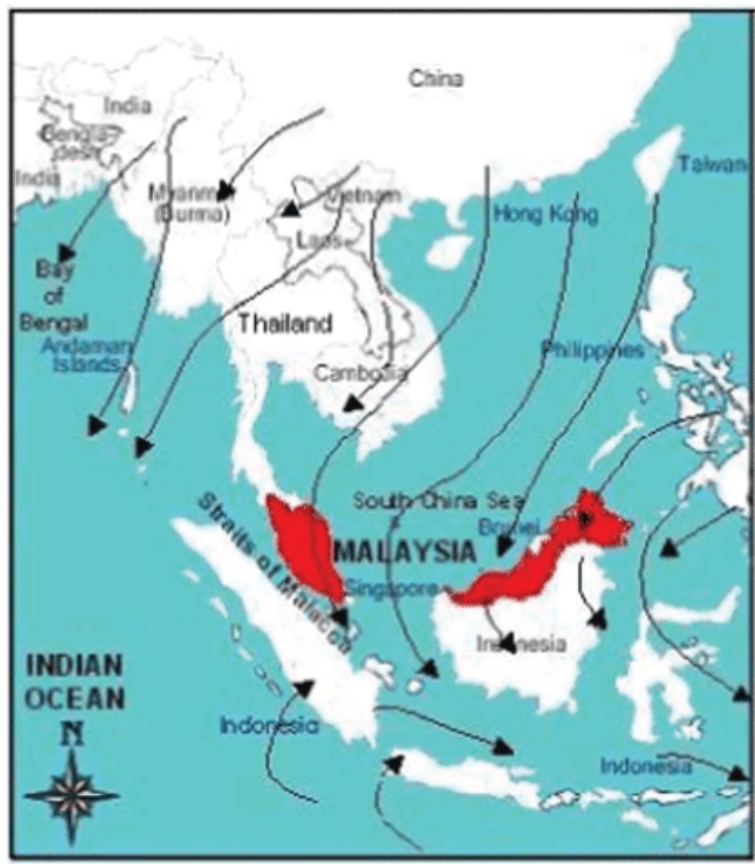 China
India
Bengla-
desh
India
Taiwan
Myanmar
(Burma)
Vietnam
Hong Kong
Laos
Bay
of
Bengal
Thailand
Andaman
Islands
Philippines
Cambodia
South China Sea
Brunei
Straits of Malacca
MALAYSIA
Singapore
Indonesia
INDIAN
OCEAN
N
Indonesia
Indonesia